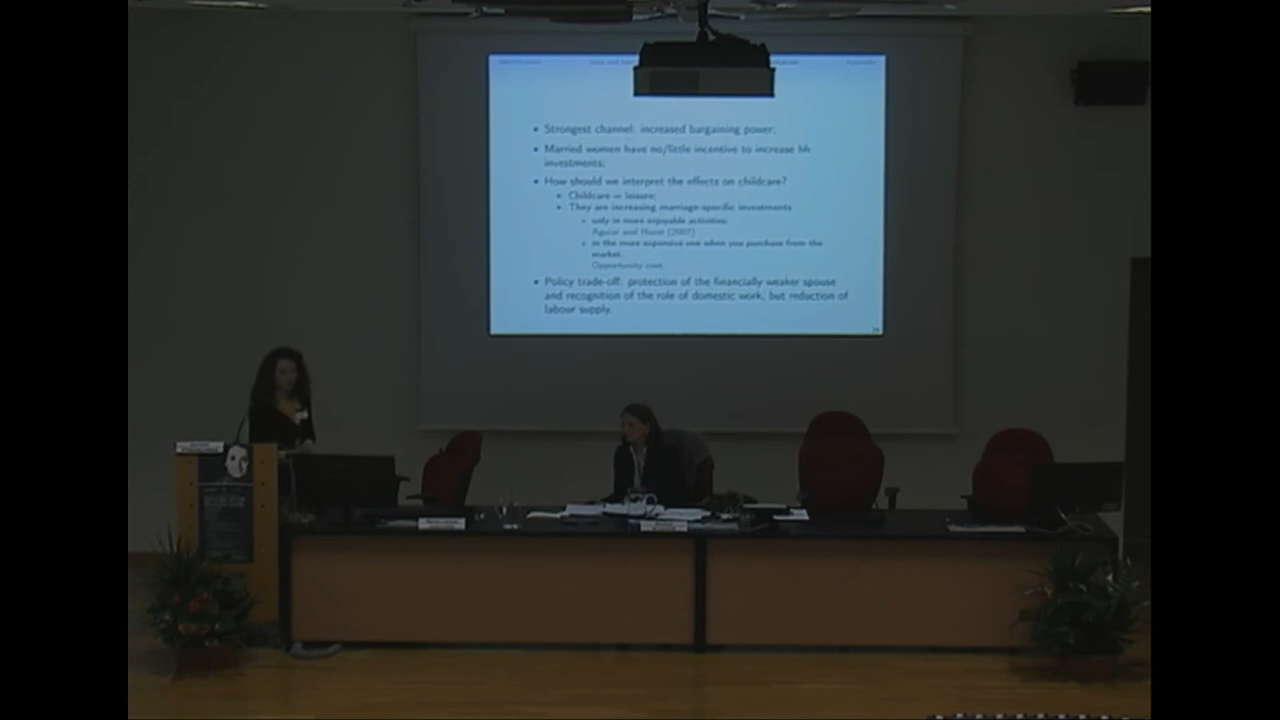 Strongest channel: increased bargaining power;
Married women have no/little incentive to increase hh
investments;
How should we interpret the effects on childcare?
Childcare = leisure;
They are increasing marriage-specific investments
only in more enjoyable activities;
Aguiar and Hurst (2007)
in the more expensive one when you purchase from the
market.
Opportunity cost.
Policy trade-off: protection of the financially weaker spouse
and recognition of the role of domestic work, but reduction of
labour supply.